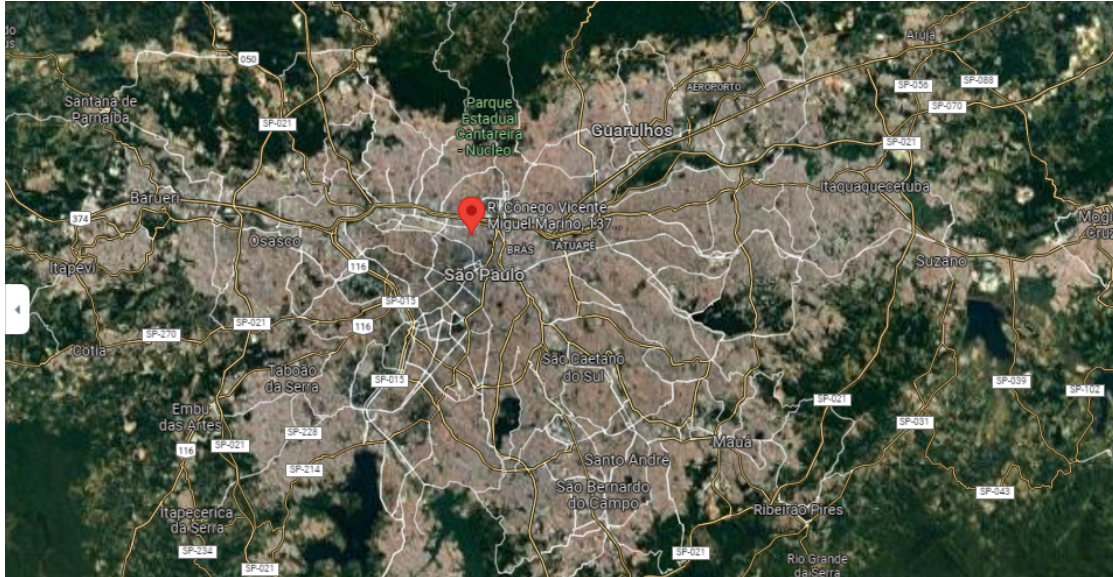 Arujá
050
AEROPORTO
SP-056
SP-088
SP-070
Santana de
Parnaíba
SP-021
Parque
Estadual
Cantareira
- Núcleo...
Guarulhos
SP-021
Barueri
374
Itapevi
Osasco
R. Cônego Vicente
Miguel Marino, 137...
BRÁS
TATUAPÉ
Itaquaquecetuba
Mogi
Cruz
Suzano
116
São Paulo
SP-015
SP-270
SP-021
116
Cotia
Taboão
da Serra
SP-015
São Caetano
do Sul
SP-039
SP-102
SP-021
SP-031
Embu
das Artes
116
SP-021
SP-228
SP-214
Mauá
Santo André
São Bernardo
do Campo
SP-043
Itapecerica
da Serra
Ribeirão Pires
SP-234
SP-021
SP-021
Rio Grande
da Serra